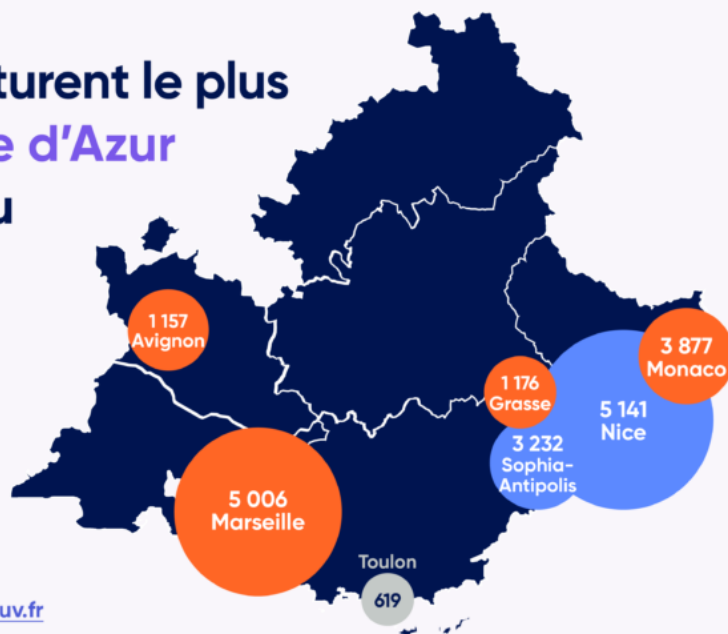 turent le plus
e d'Azur
u
1 157
Avignon
3 877
Monaco
1 176
Grasse
5 141
Nice
3 232
Sophia-
Antipolis
5 006
Marseille
Toulon
619
uv.fr